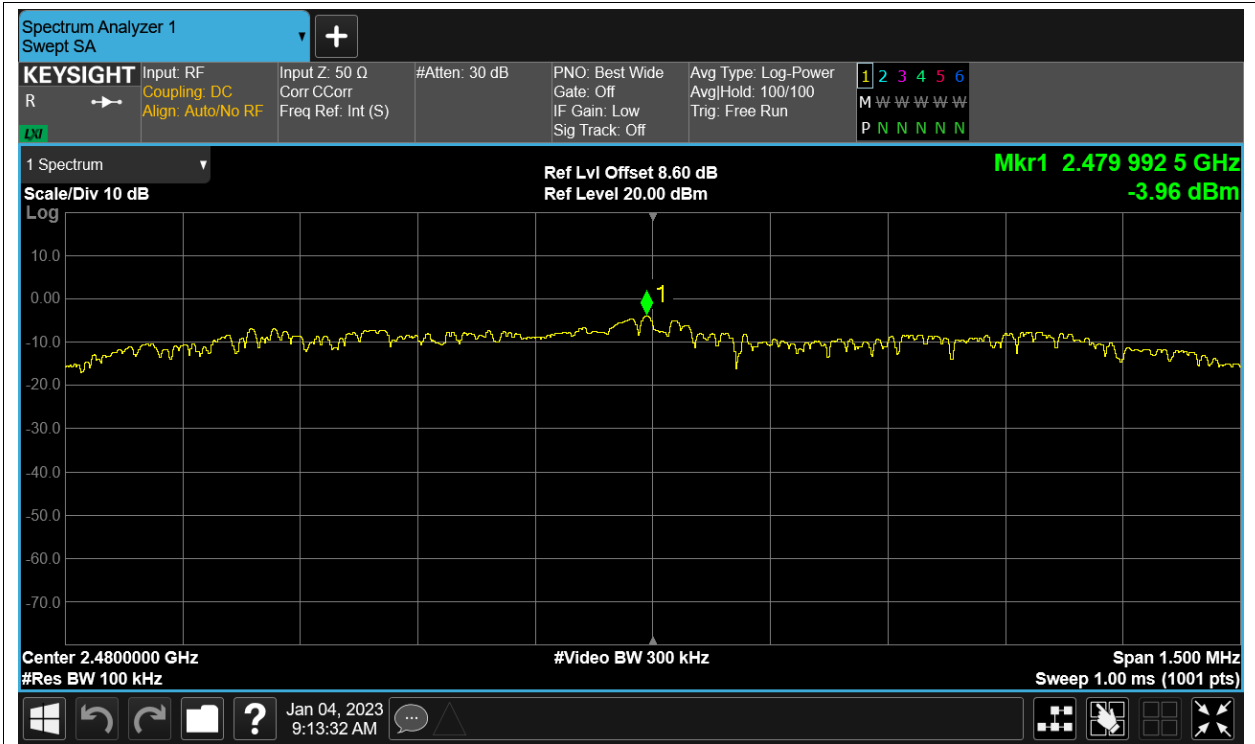 Spectrum Analyzer 1
Swept SA
+
KEYSIGHT
R
LXI
Input: RF
Coupling: DC
Align: Auto/No RF
Input Z: 50 Ω
Corr CCorr
Freq Ref: Int (S)
#Atten: 30 dB
PNO: Best Wide
Gate: Off
IF Gain: Low
Sig Track: Off
Avg Type: Log-Power
Avg|Hold: 100/100
Trig: Free Run
1 2 3 4 5 6
M W W W W W W
P N N N N N
1 Spectrum
Scale/Div 10 dB
Log
Ref Lvl Offset 8.60 dB
Ref Level 20.00 dBm
Mkr1 2.479 992 5 GHz
-3.96 dBm
10.0
0.00
1
-10.0
-20.0
-30.0
-40.0
-50.0
-60.0
-70.0
Center 2.4800000 GHz
#Video BW 300 kHz
Span 1.500 MHz
#Res BW 100 kHz
Sweep 1.00 ms (1001 pts)
?
Jan 04, 2023
9:13:32 AM